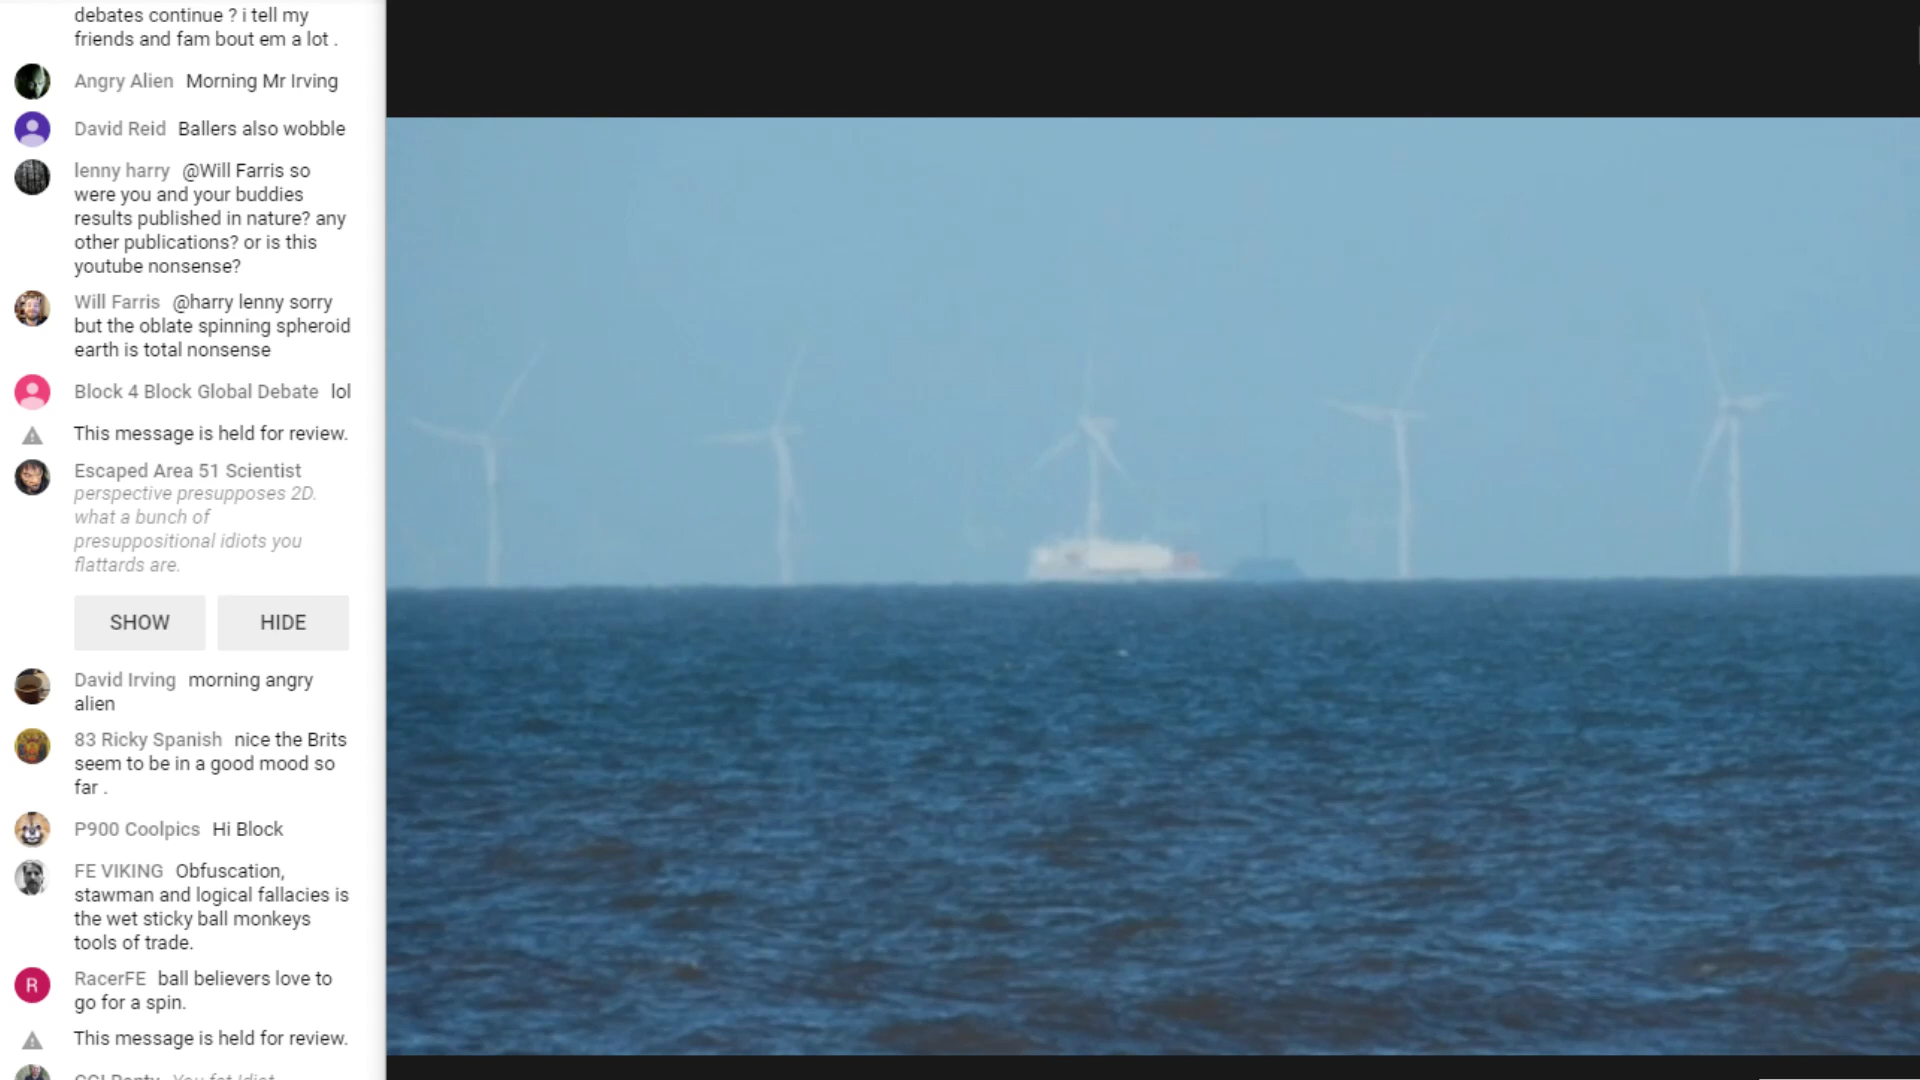 debates continue ? i tell my
friends and fam bout em a lot .
Angry Alien Morning Mr Irving
David Reid Ballers also wobble
lenny harry @Will Farris so
were you and your buddies
results published in nature? any
other publications? or is this
youtube nonsense?
Will Farris @harry lenny sorry
but the oblate spinning spheroid
earth is total nonsense
Block 4 Block Global Debate lol
This message is held for review.
Escaped Area 51 Scientist
perspective presupposes 2D.
what a bunch of
presuppositional idiots you
flattards are.
SHOW HIDE
David Irving morning angry
alien
83 Ricky Spanish nice the Brits
seem to be in a good mood so
far .
P900 Coolpics Hi Block
FE VIKING Obfuscation,
stawman and logical fallacies is
the wet sticky ball monkeys
tools of trade.
R RacerFE ball believers love to
go for a spin.
This message is held for review.
You fat Idiot